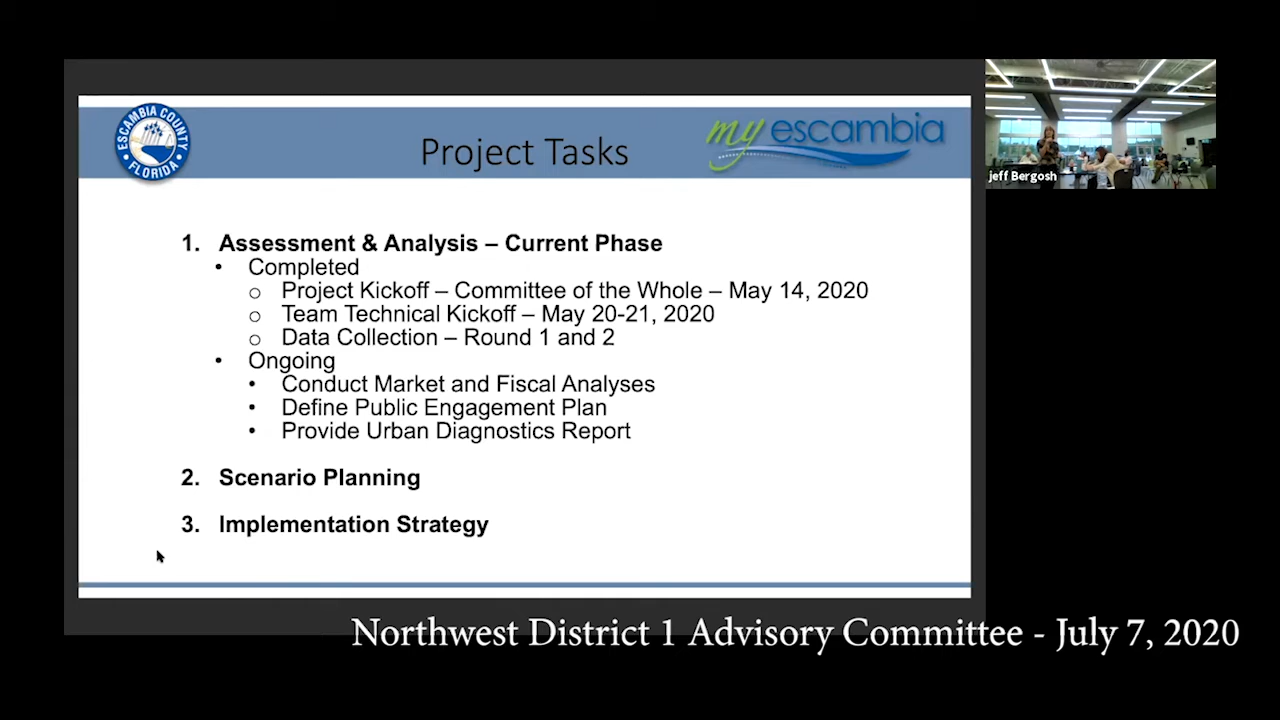 ESCAMBIA COUNTY
FLORIDA
Project Tasks
my escambia
jeff Bergosh
1. Assessment & Analysis – Current Phase
• Completed
o Project Kickoff – Committee of the Whole – May 14, 2020
o Team Technical Kickoff – May 20-21, 2020
o Data Collection – Round 1 and 2
• Ongoing
• Conduct Market and Fiscal Analyses
• Define Public Engagement Plan
• Provide Urban Diagnostics Report
2. Scenario Planning
3. Implementation Strategy
Northwest District 1 Advisory Committee - July 7, 2020